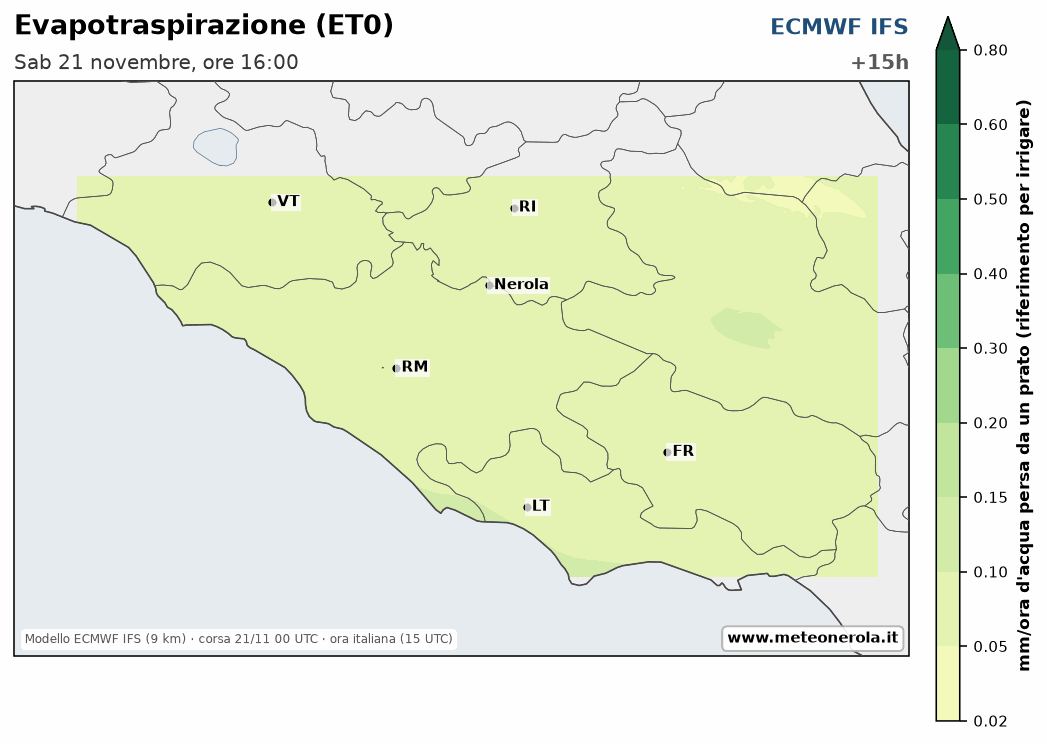 Evapotraspirazione (ET0)
ECMWF IFS
Sab 21 novembre, ore 16:00
+15h
VT
RI
Nerola
RM
FR
LT
Modello ECMWF IFS (9 km) · corsa 21/11 00 UTC · ora italiana (15 UTC)
www.meteonerola.it
0.80
0.60
0.50
0.40
0.30
0.20
0.15
0.10
0.05
0.02
mm/ora d'acqua persa da un prato (riferimento per irrigare)